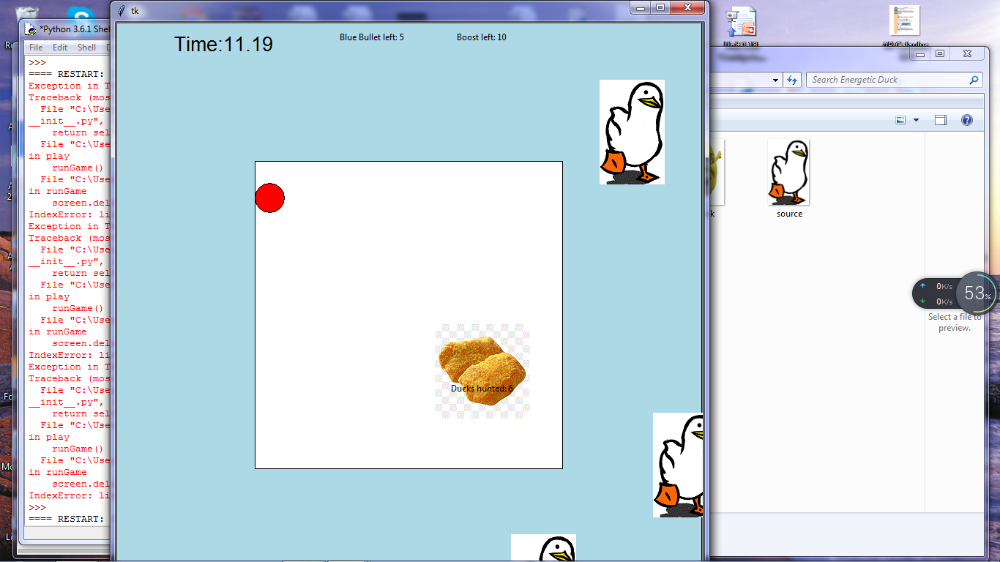 tk
Time:11.19
Blue Bullet left: 5
Boost left: 10
Ducks hunted: 6
*Python 3.6.1 Shel
File Edit Shell
>>>
==== RESTART:
Exception in T
Traceback (mos
File "C:\Use
__init__.py",
return sel
File "C:\Use
in play
runGame()
File "C:\Use
in runGame
screen.del
IndexError: li
Exception in T
Traceback (mos
File "C:\Use
__init__.py",
return sel
File "C:\Use
in play
runGame()
File "C:\Use
in runGame
screen.del
IndexError: li
Exception in T
Traceback (mos
File "C:\Use
__init__.py",
return sel
File "C:\Use
in play
runGame()
File "C:\Use
in runGame
screen.del
IndexError: li
>>>
==== RESTART:
Search Energetic Duck
k
source
0K/s
0K/s
53%
Select a file to
preview.